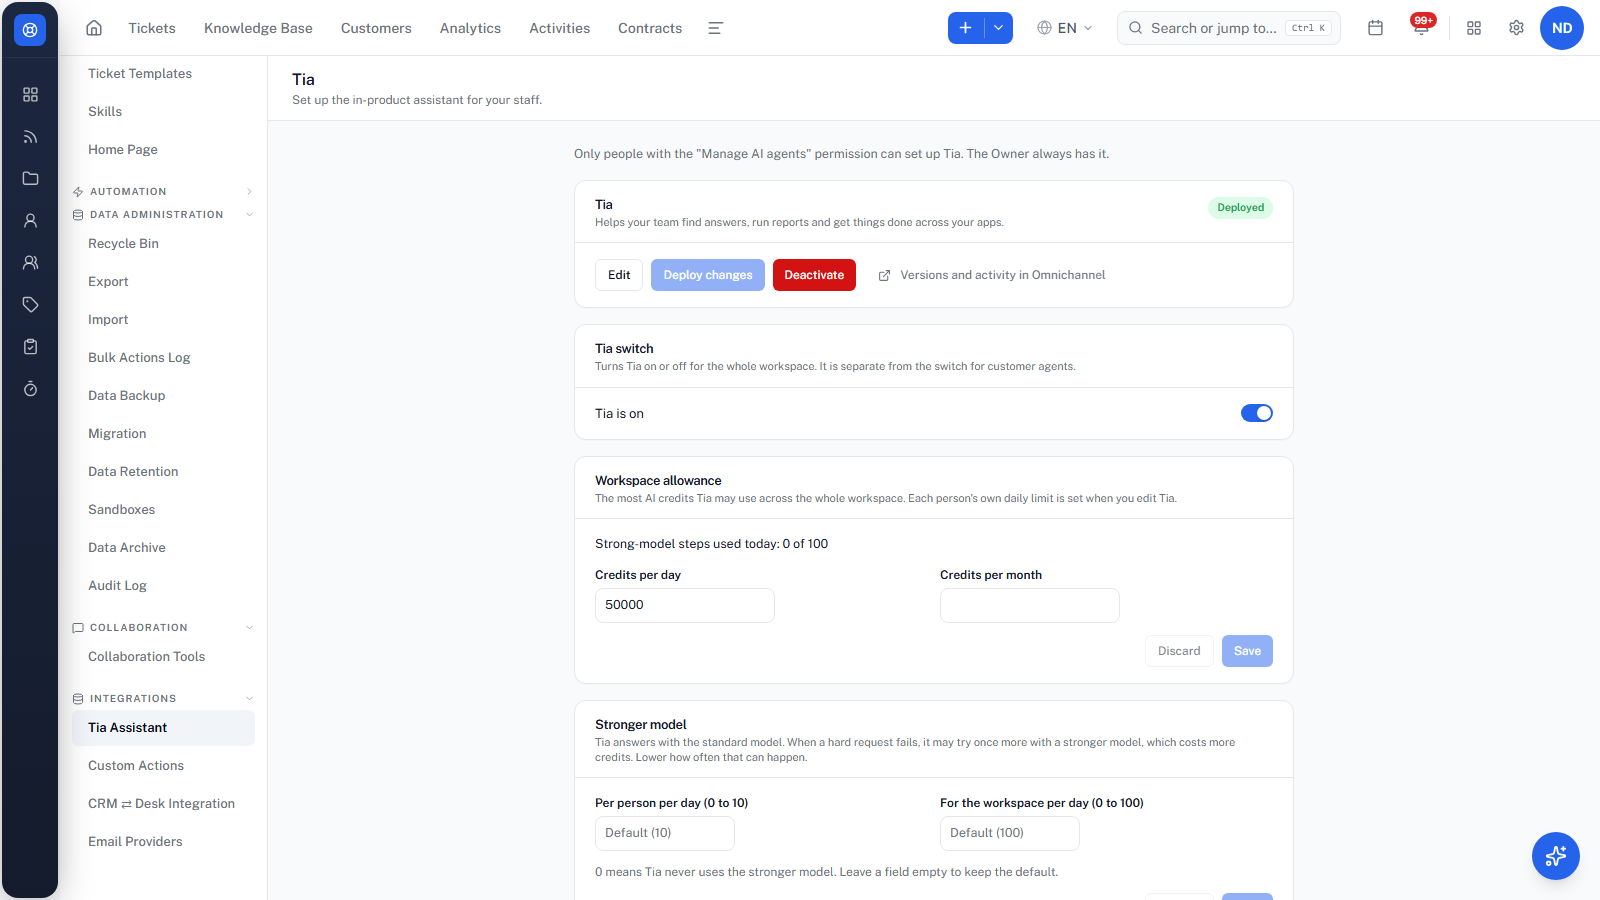 Tickets
Knowledge Base
Customers
Analytics
Activities
Contracts
EN
Search or jump to...
Ctrl K
99+
ND
Ticket Templates
Skills
Home Page
AUTOMATION
DATA ADMINISTRATION
Recycle Bin
Export
Import
Bulk Actions Log
Data Backup
Migration
Data Retention
Sandboxes
Data Archive
Audit Log
COLLABORATION
Collaboration Tools
INTEGRATIONS
Tia Assistant
Custom Actions
CRM ⇄ Desk Integration
Email Providers
Tia
Set up the in-product assistant for your staff.
Only people with the "Manage AI agents" permission can set up Tia. The Owner always has it.
Tia
Deployed
Helps your team find answers, run reports and get things done across your apps.
Edit
Deploy changes
Deactivate
Versions and activity in Omnichannel
Tia switch
Turns Tia on or off for the whole workspace. It is separate from the switch for customer agents.
Tia is on
Workspace allowance
The most AI credits Tia may use across the whole workspace. Each person's own daily limit is set when you edit Tia.
Strong-model steps used today: 0 of 100
Credits per day
Credits per month
50000
Discard
Save
Stronger model
Tia answers with the standard model. When a hard request fails, it may try once more with a stronger model, which costs more
credits. Lower how often that can happen.
Per person per day (0 to 10)
For the workspace per day (0 to 100)
Default (10)
Default (100)
0 means Tia never uses the stronger model. Leave a field empty to keep the default.